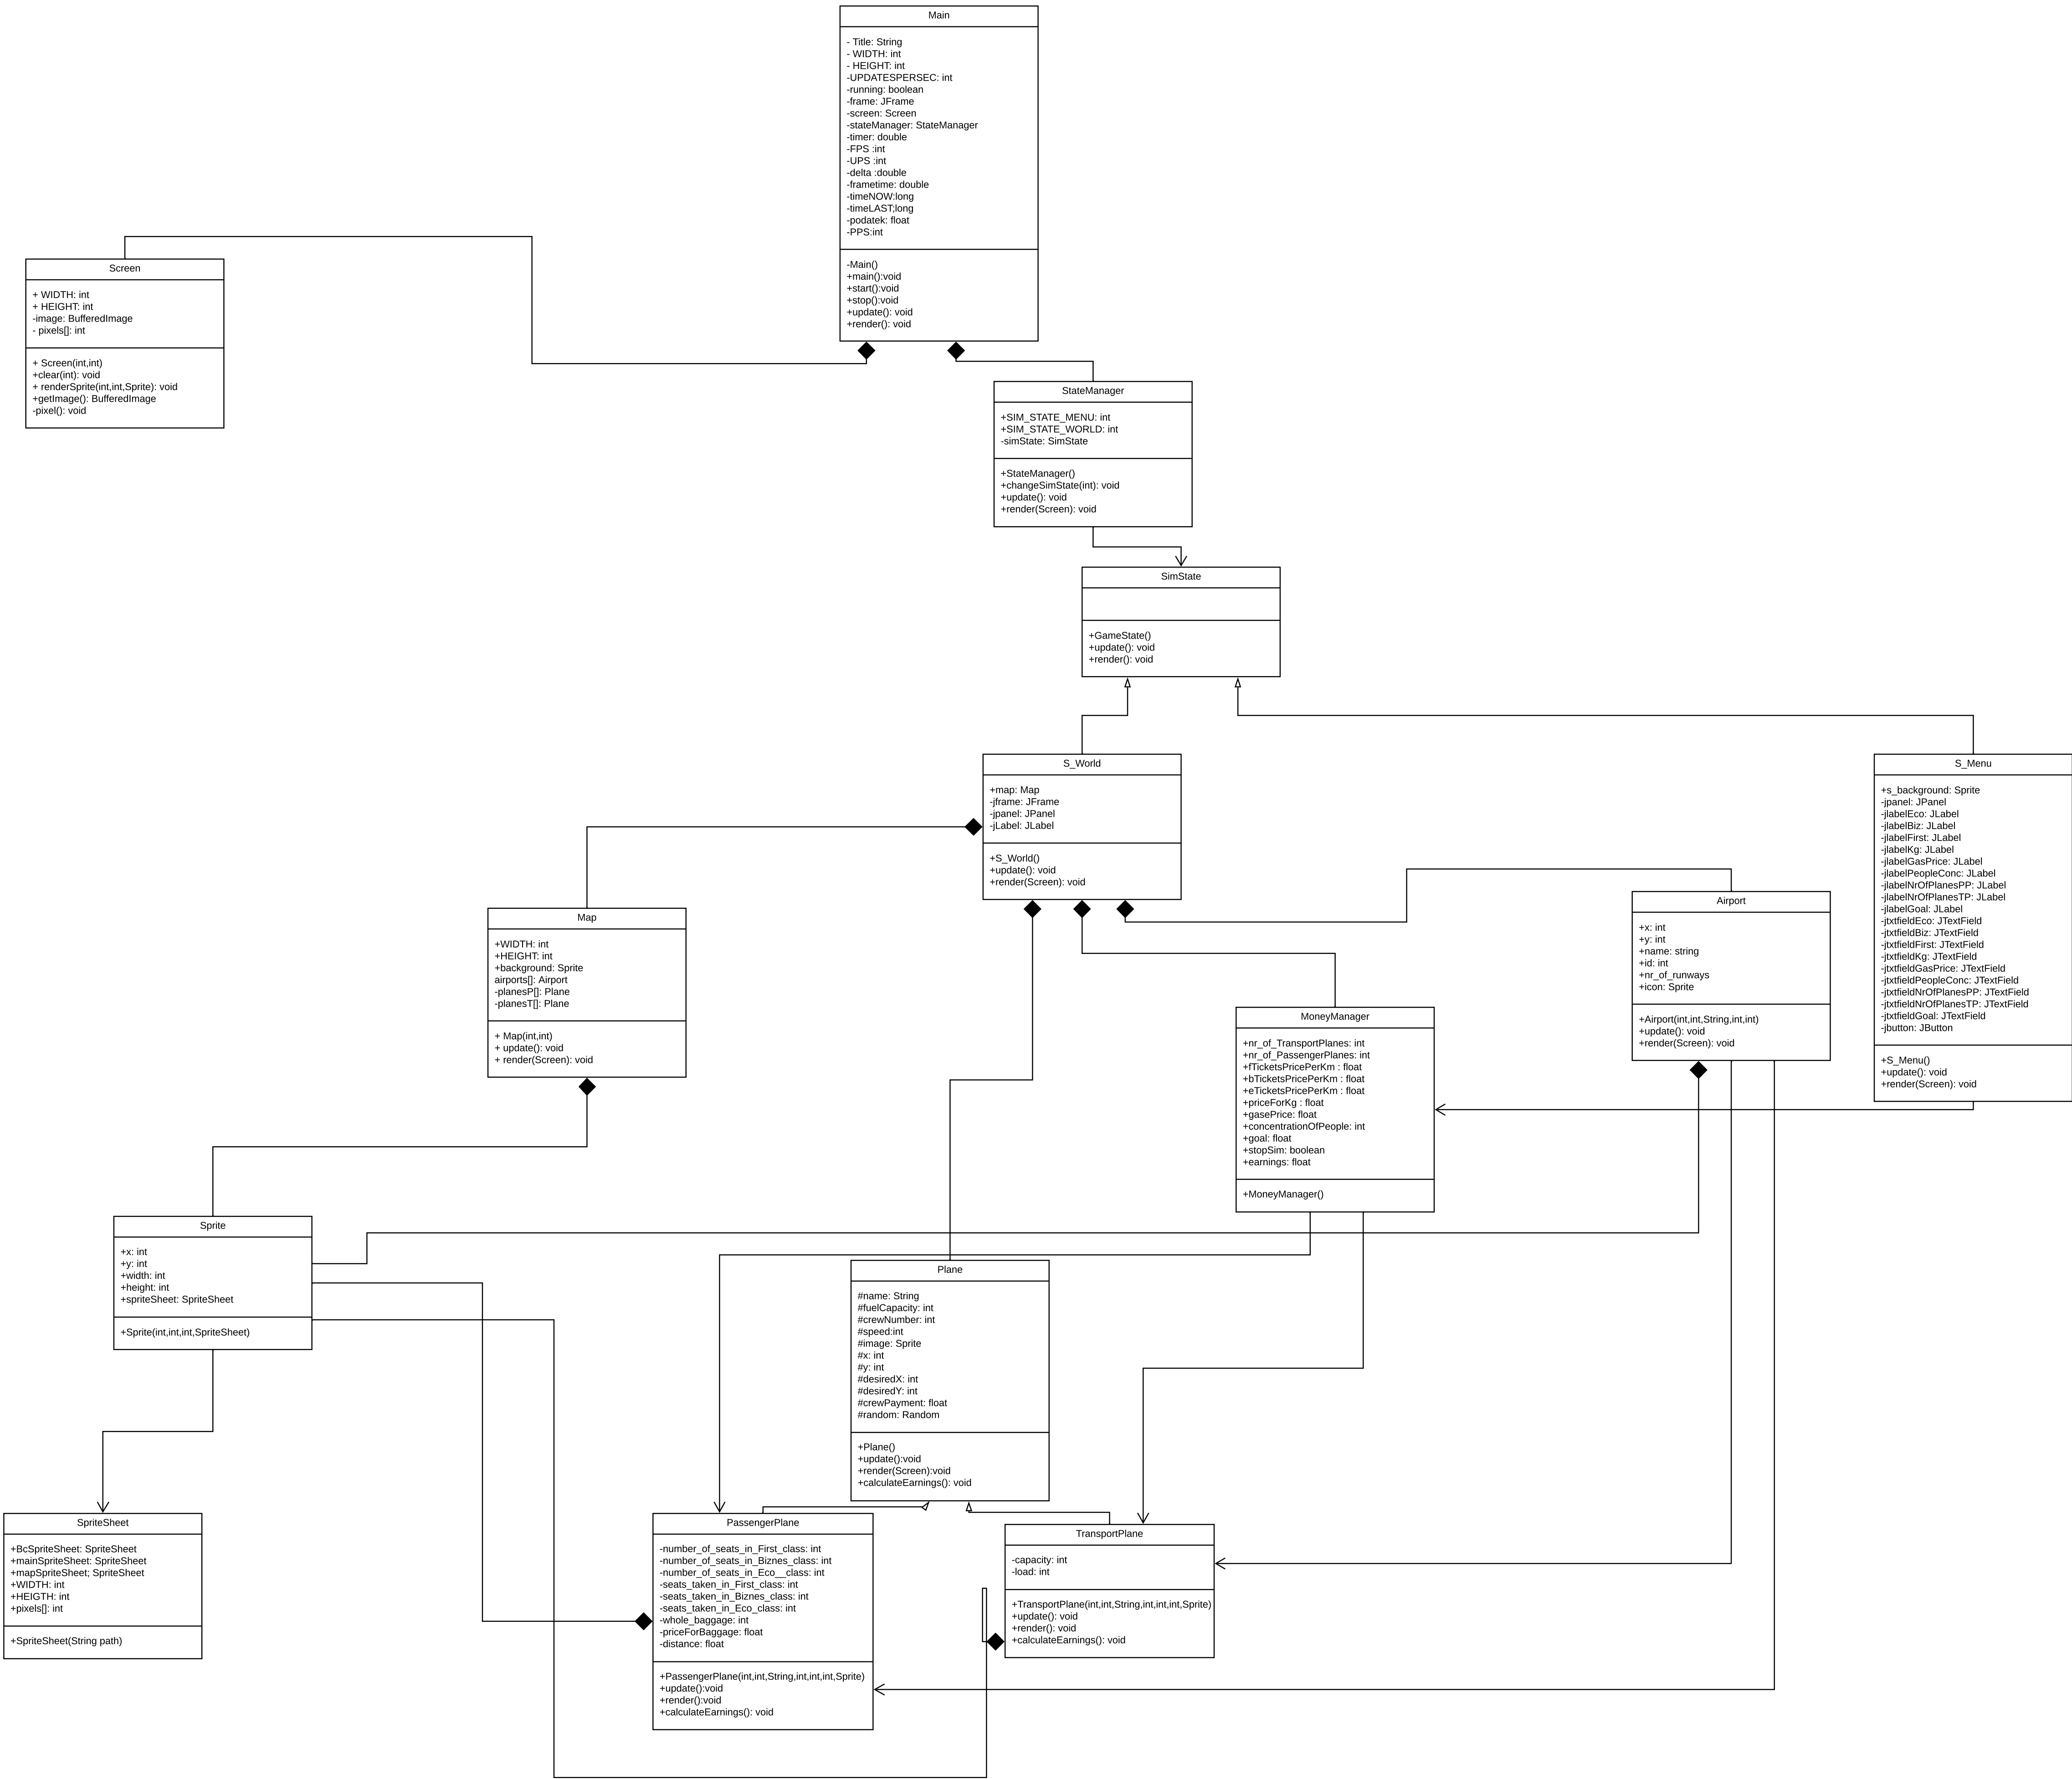 Main
- Title: String
- WIDTH: int
- HEIGHT: int
-UPDATESPERSEC: int
-running: boolean
-frame: JFrame
-screen: Screen
-stateManager: StateManager
-timer: double
-FPS :int
-UPS :int
-delta :double
-frametime: double
-timeNOW:long
-timeLAST;long
-podatek: float
-PPS:int
-Main()
+main():void
+start():void
+stop():void
+update(): void
+render(): void
Screen
+ WIDTH: int
+ HEIGHT: int
-image: BufferedImage
- pixels[]: int
+ Screen(int,int)
+clear(int): void
+ renderSprite(int,int,Sprite): void
+getImage(): BufferedImage
-pixel(): void
StateManager
+SIM_STATE_MENU: int
+SIM_STATE_WORLD: int
-simState: SimState
+StateManager()
+changeSimState(int): void
+update(): void
+render(Screen): void
SimState
+GameState()
+update(): void
+render(): void
S_World
+map: Map
-jframe: JFrame
-jpanel: JPanel
-jLabel: JLabel
+S_World()
+update(): void
+render(Screen): void
S_Menu
+s_background: Sprite
-jpanel: JPanel
-jlabelEco: JLabel
-jlabelBiz: JLabel
-jlabelFirst: JLabel
-jlabelKg: JLabel
-jlabelGasPrice: JLabel
-jlabelPeopleConc: JLabel
-jlabelNrOfPlanesPP: JLabel
-jlabelNrOfPlanesTP: JLabel
-jlabelGoal: JLabel
-jtxtfieldEco: JTextField
-jtxtfieldBiz: JTextField
-jtxtfieldFirst: JTextField
-jtxtfieldKg: JTextField
-jtxtfieldGasPrice: JTextField
-jtxtfieldPeopleConc: JTextField
-jtxtfieldNrOfPlanesPP: JTextField
-jtxtfieldNrOfPlanesTP: JTextField
-jtxtfieldGoal: JTextField
-jbutton: JButton
+S_Menu()
+update(): void
+render(Screen): void
Airport
+x: int
+y: int
+name: string
+id: int
+nr_of_runways
+icon: Sprite
+Airport(int,int,String,int,int)
+update(): void
+render(Screen): void
Map
+WIDTH: int
+HEIGHT: int
+background: Sprite
airports[]: Airport
-planesP[]: Plane
-planesT[]: Plane
+ Map(int,int)
+ update(): void
+ render(Screen): void
MoneyManager
+nr_of_TransportPlanes: int
+nr_of_PassengerPlanes: int
+fTicketsPricePerKm : float
+bTicketsPricePerKm : float
+eTicketsPricePerKm : float
+priceForKg : float
+gasePrice: float
+concentrationOfPeople: int
+goal: float
+stopSim: boolean
+earnings: float
+MoneyManager()
Sprite
+x: int
+y: int
+width: int
+height: int
+spriteSheet: SpriteSheet
+Sprite(int,int,int,SpriteSheet)
Plane
#name: String
#fuelCapacity: int
#crewNumber: int
#speed:int
#image: Sprite
#x: int
#y: int
#desiredX: int
#desiredY: int
#crewPayment: float
#random: Random
+Plane()
+update():void
+render(Screen):void
+calculateEarnings(): void
SpriteSheet
+BcSpriteSheet: SpriteSheet
+mainSpriteSheet: SpriteSheet
+mapSpriteSheet; SpriteSheet
+WIDTH: int
+HEIGTH: int
+pixels[]: int
+SpriteSheet(String path)
PassengerPlane
-number_of_seats_in_First_class: int
-number_of_seats_in_Biznes_class: int
-number_of_seats_in_Eco__class: int
-seats_taken_in_First_class: int
-seats_taken_in_Biznes_class: int
-seats_taken_in_Eco_class: int
-whole_baggage: int
-priceForBaggage: float
-distance: float
+PassengerPlane(int,int,String,int,int,int,Sprite)
+update():void
+render():void
+calculateEarnings(): void
TransportPlane
-capacity: int
-load: int
+TransportPlane(int,int,String,int,int,int,Sprite)
+update(): void
+render(): void
+calculateEarnings(): void